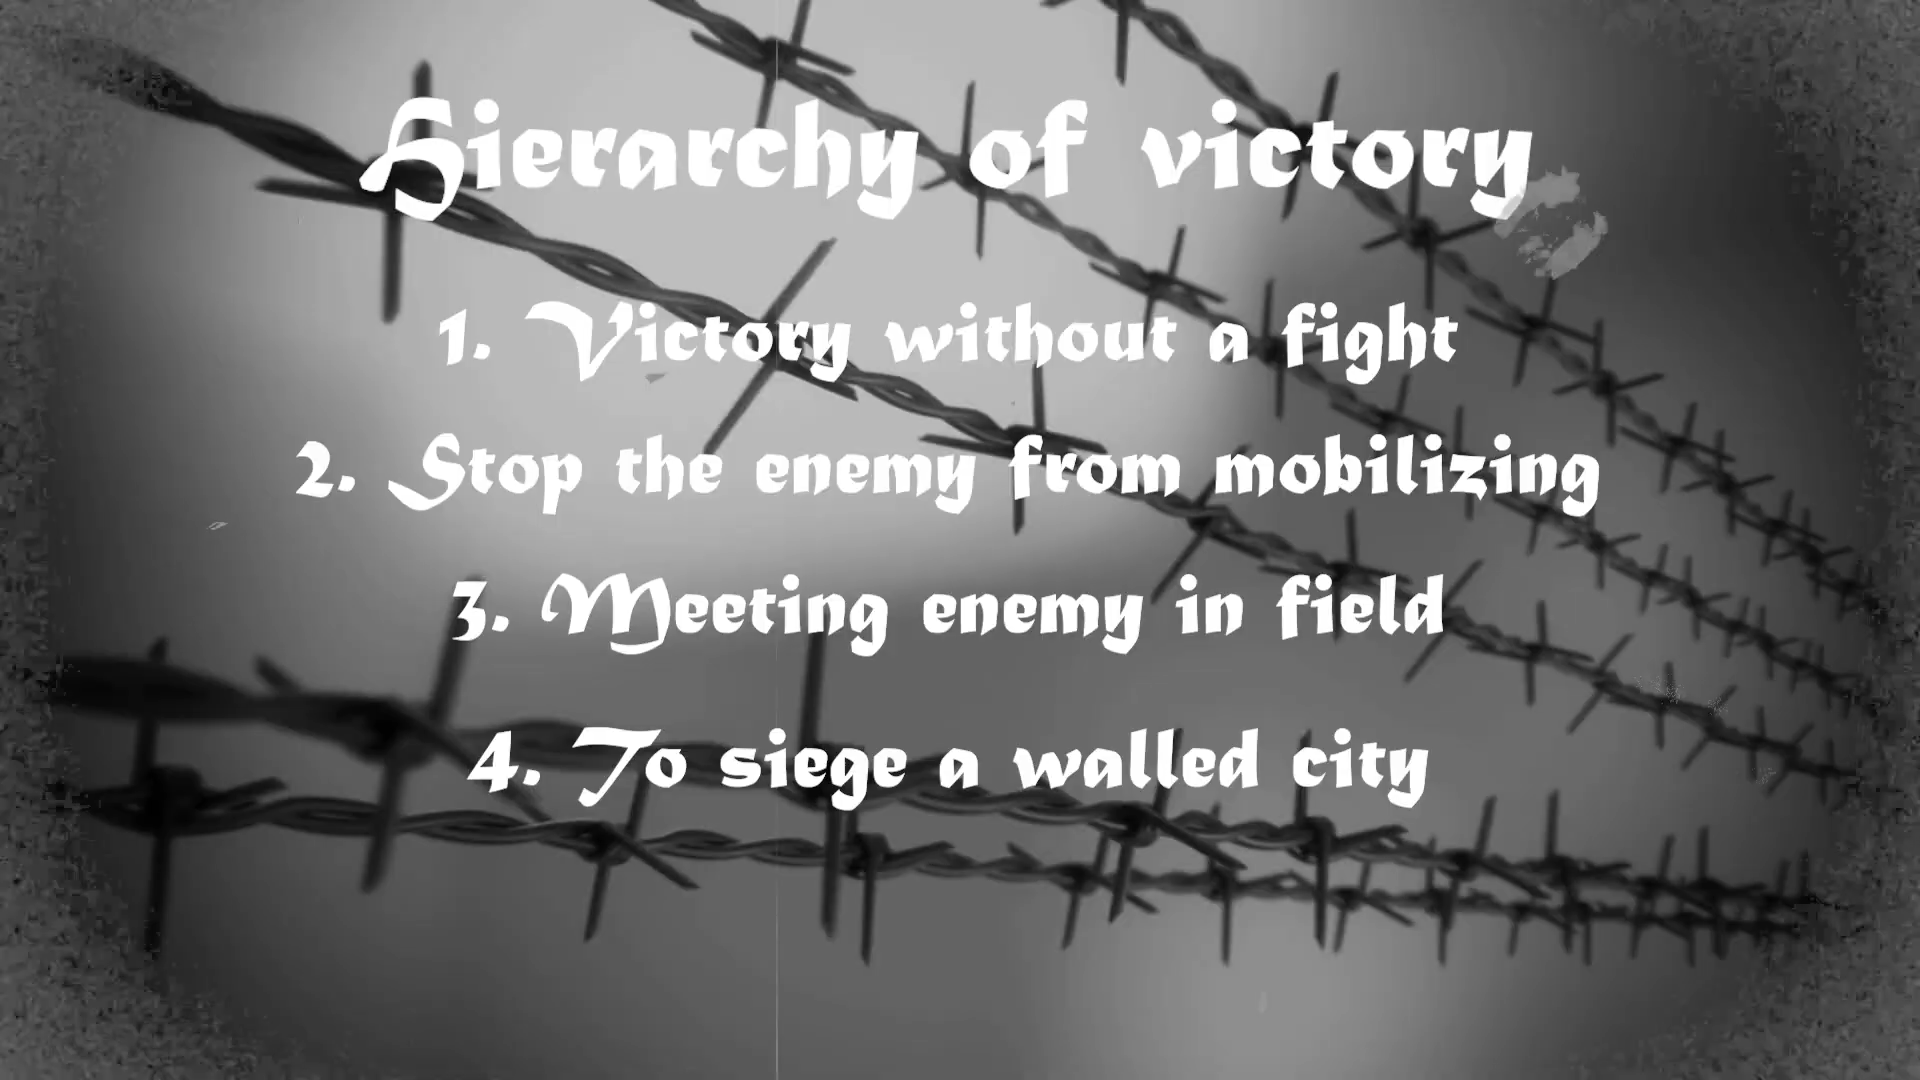 Hierarchy of victory
1. Victory without a fight
2. Stop the enemy from mobilizing
3. Meeting enemy in field
4. To siege a walled city